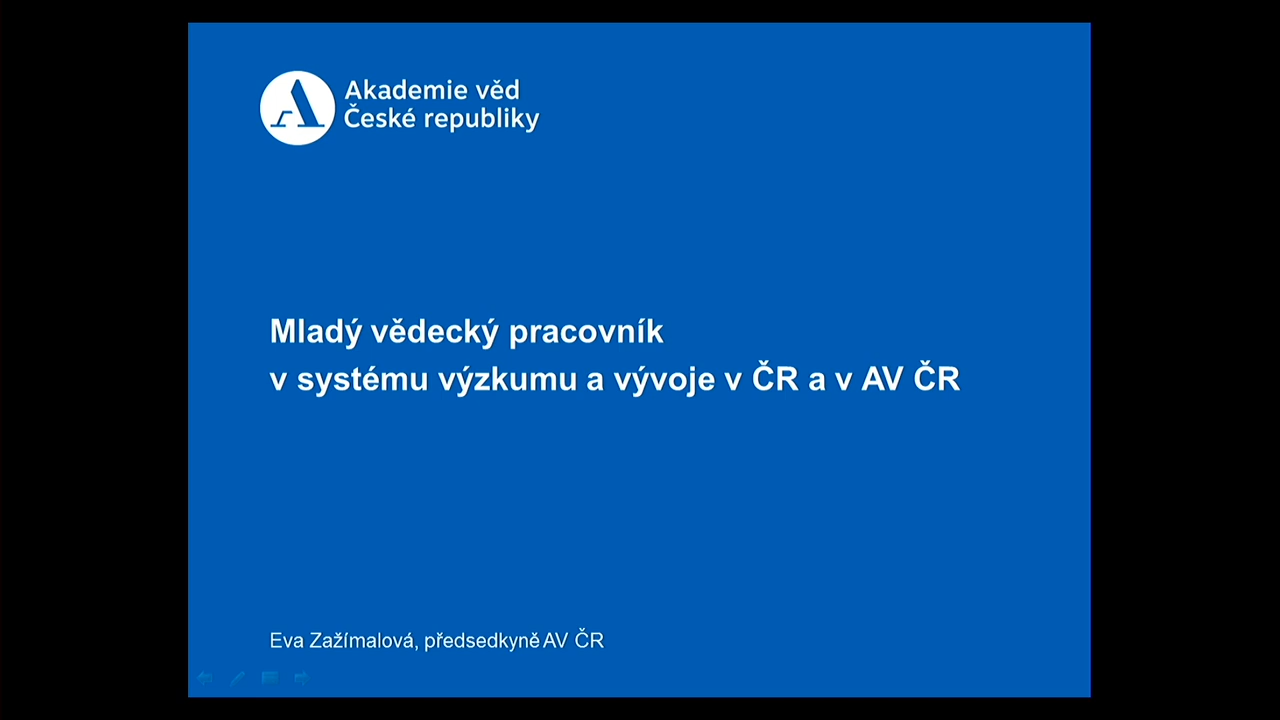 Akademie věd
České republiky
Mladý vědecký pracovník
v systému výzkumu a vývoje v ČR a v AV ČR
Eva Zažímalová, předsedkyně AV ČR